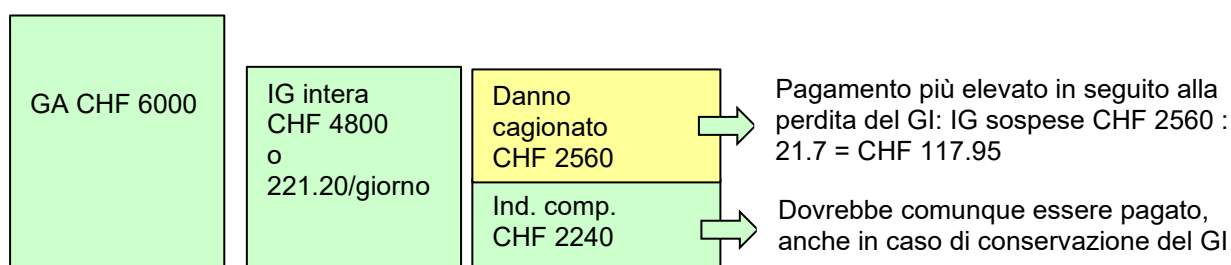 GA CHF 6000
IG intera
CHF 4800
o
221.20/giorno
Danno
cagionato
CHF 2560
Pagamento più elevato in seguito alla
perdita del GI: IG sospese CHF 2560 :
21.7 = CHF 117.95
Ind. comp.
CHF 2240
Dovrebbe comunque essere pagato,
anche in caso di conservazione del GI